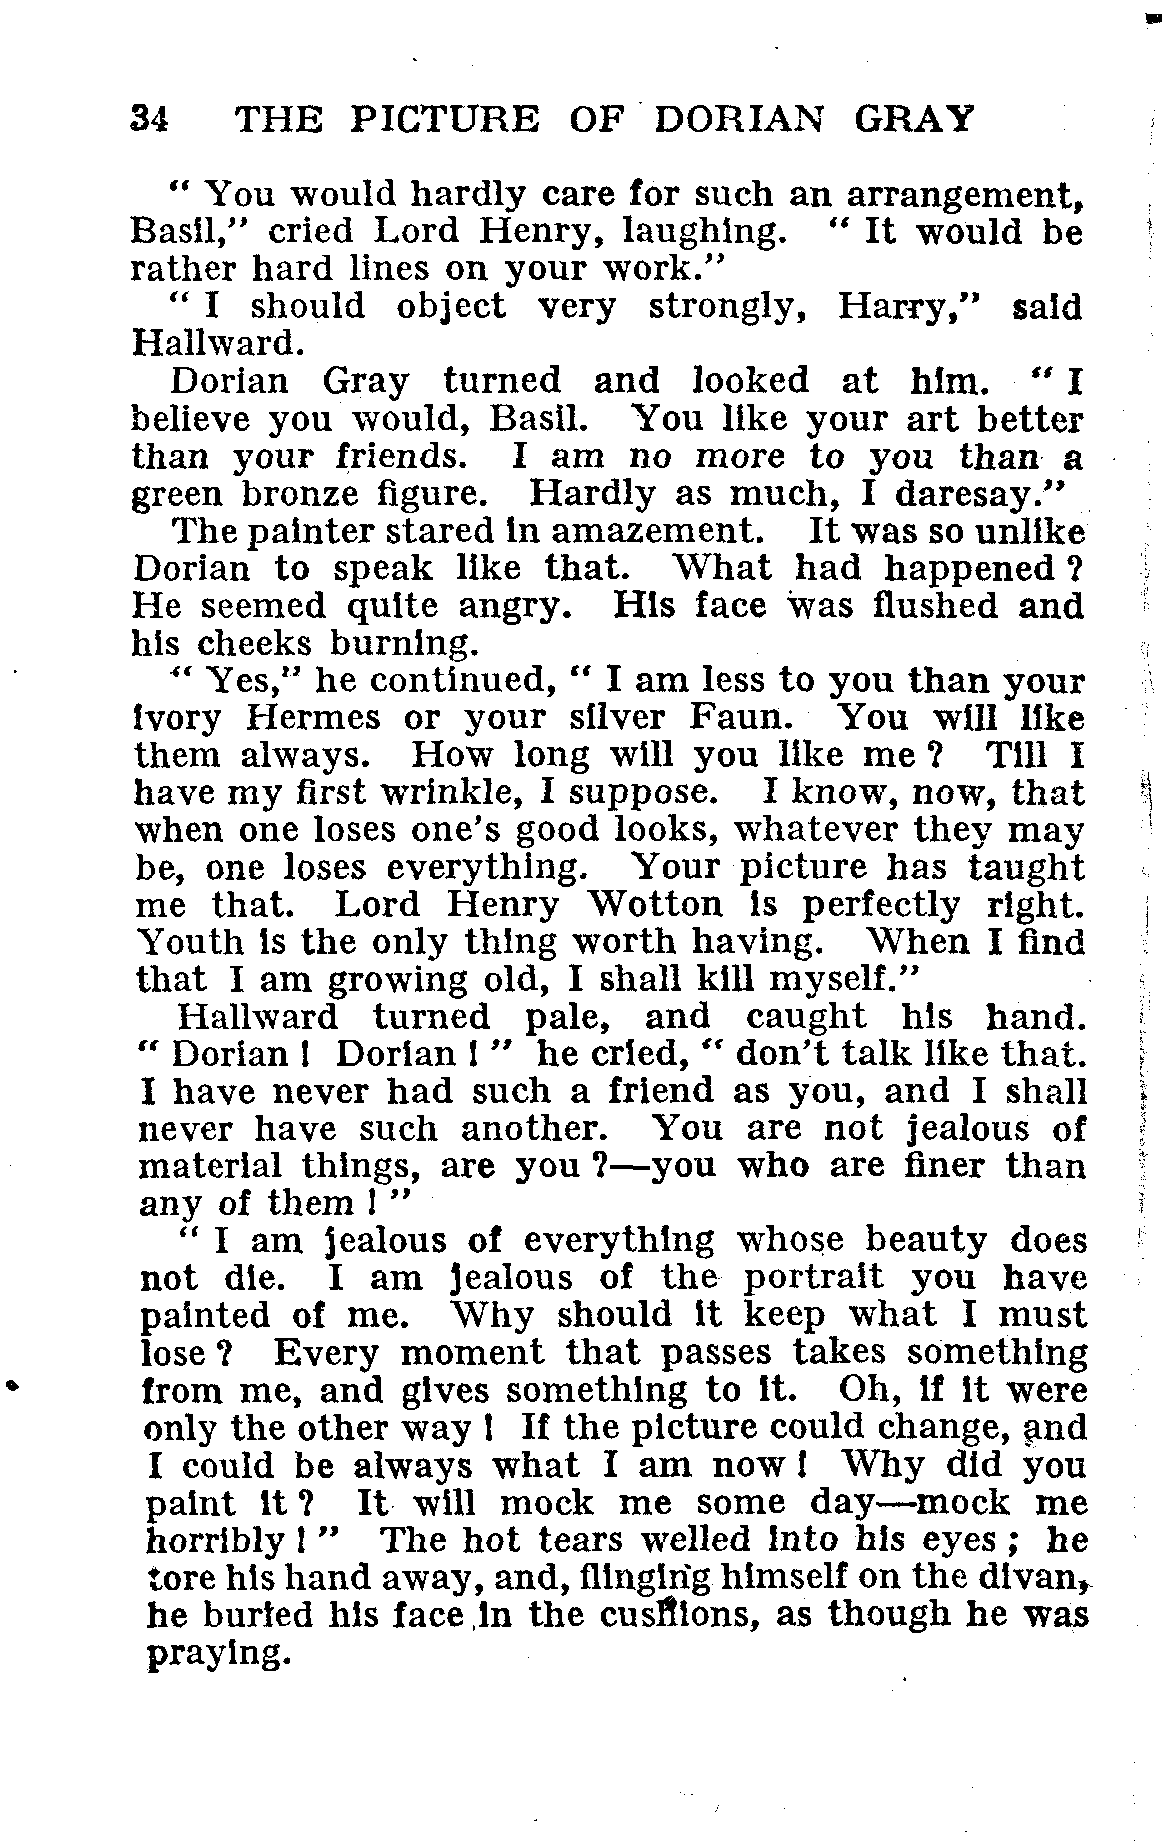 34 THE PICTURE OF DORIAN GRAY
“ You would hardly care for such an arrangement,
Basil,” cried Lord Henry, laughing. “ It would be
rather hard lines on your work.”
“ I should object very strongly, Harry,” said
Hallward.
Dorian Gray turned and looked at him. “ I
believe you would, Basil. You like your art better
than your friends. I am no more to you than a
green bronze figure. Hardly as much, I daresay.”
The painter stared in amazement. It was so unlike
Dorian to speak like that. What had happened ?
He seemed quite angry. His face was flushed and
his cheeks burning.
“ Yes,” he continued, “ I am less to you than your
ivory Hermes or your silver Faun. You will like
them always. How long will you like me ? Till I
have my first wrinkle, I suppose. I know, now, that
when one loses one's good looks, whatever they may
be, one loses everything. Your picture has taught
me that. Lord Henry Wotton is perfectly right.
Youth is the only thing worth having. When I find
that I am growing old, I shall kill myself.”
Hallward turned pale, and caught his hand.
“ Dorian ! Dorian ! ” he cried, “ don't talk like that.
I have never had such a friend as you, and I shall
never have such another. You are not jealous of
material things, are you ?—you who are finer than
any of them ! ”
“ I am jealous of everything whose beauty does
not die. I am jealous of the portrait you have
painted of me. Why should it keep what I must
lose ? Every moment that passes takes something
from me, and gives something to it. Oh, if it were
only the other way ! If the picture could change, and
I could be always what I am now ! Why did you
paint it ? It will mock me some day—mock me
horribly ! ” The hot tears welled into his eyes ; he
tore his hand away, and, flinging himself on the divan,
he buried his face in the cushions, as though he was
praying.